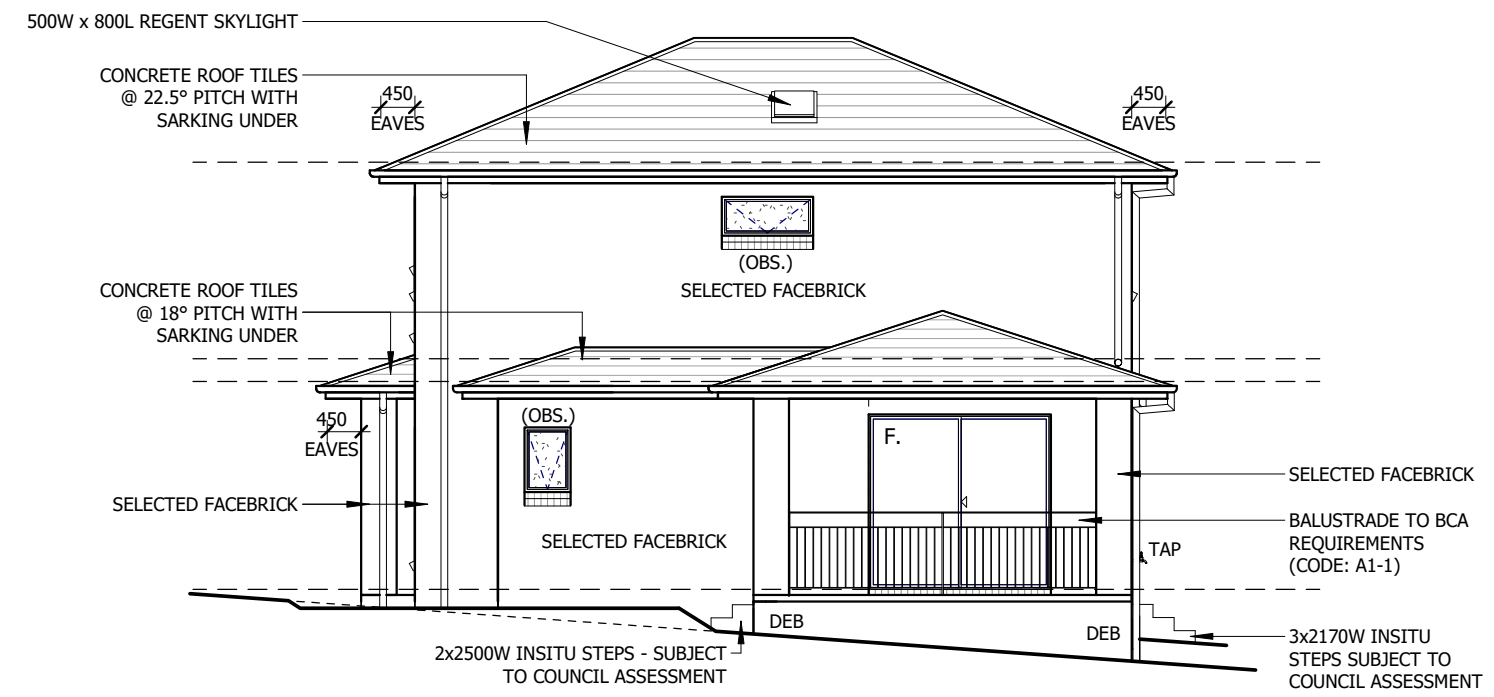 500W x 800L REGENT SKYLIGHT
CONCRETE ROOF TILES
@ 22.5° PITCH WITH
SARKING UNDER
450
EAVES
450
EAVES
(OBS.)
SELECTED FACEBRICK
CONCRETE ROOF TILES
@ 18° PITCH WITH
SARKING UNDER
450
EAVES
(OBS.)
F.
SELECTED FACEBRICK
SELECTED FACEBRICK
SELECTED FACEBRICK
BALUSTRADE TO BCA
REQUIREMENTS
(CODE: A1-1)
TAP
DEB
DEB
2x2500W INSITU STEPS - SUBJECT
TO COUNCIL ASSESSMENT
3x2170W INSITU
STEPS SUBJECT TO
COUNCIL ASSESSMENT